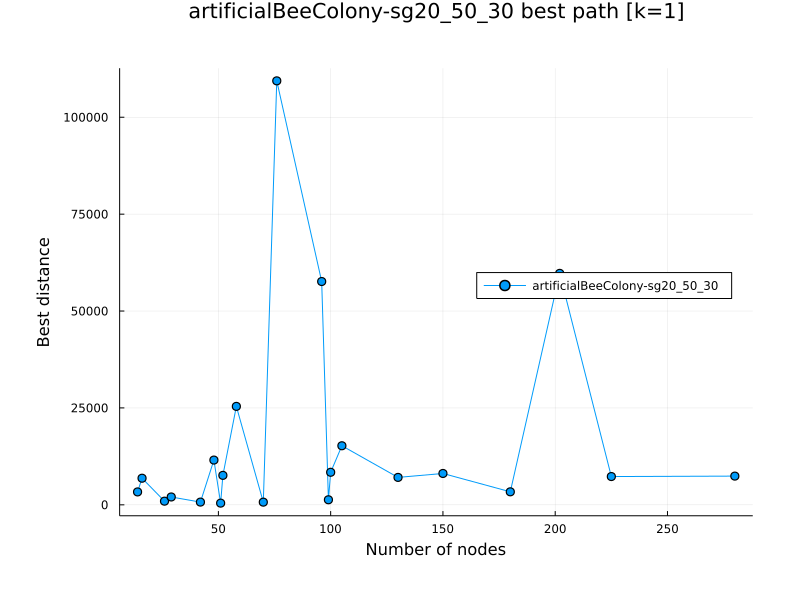 artificialBeeColony-sg20_50_30 best path [k=1]
100000
75000
50000
25000
0
Best distance
artificialBeeColony-sg20_50_30
50
100
150
200
250
Number of nodes